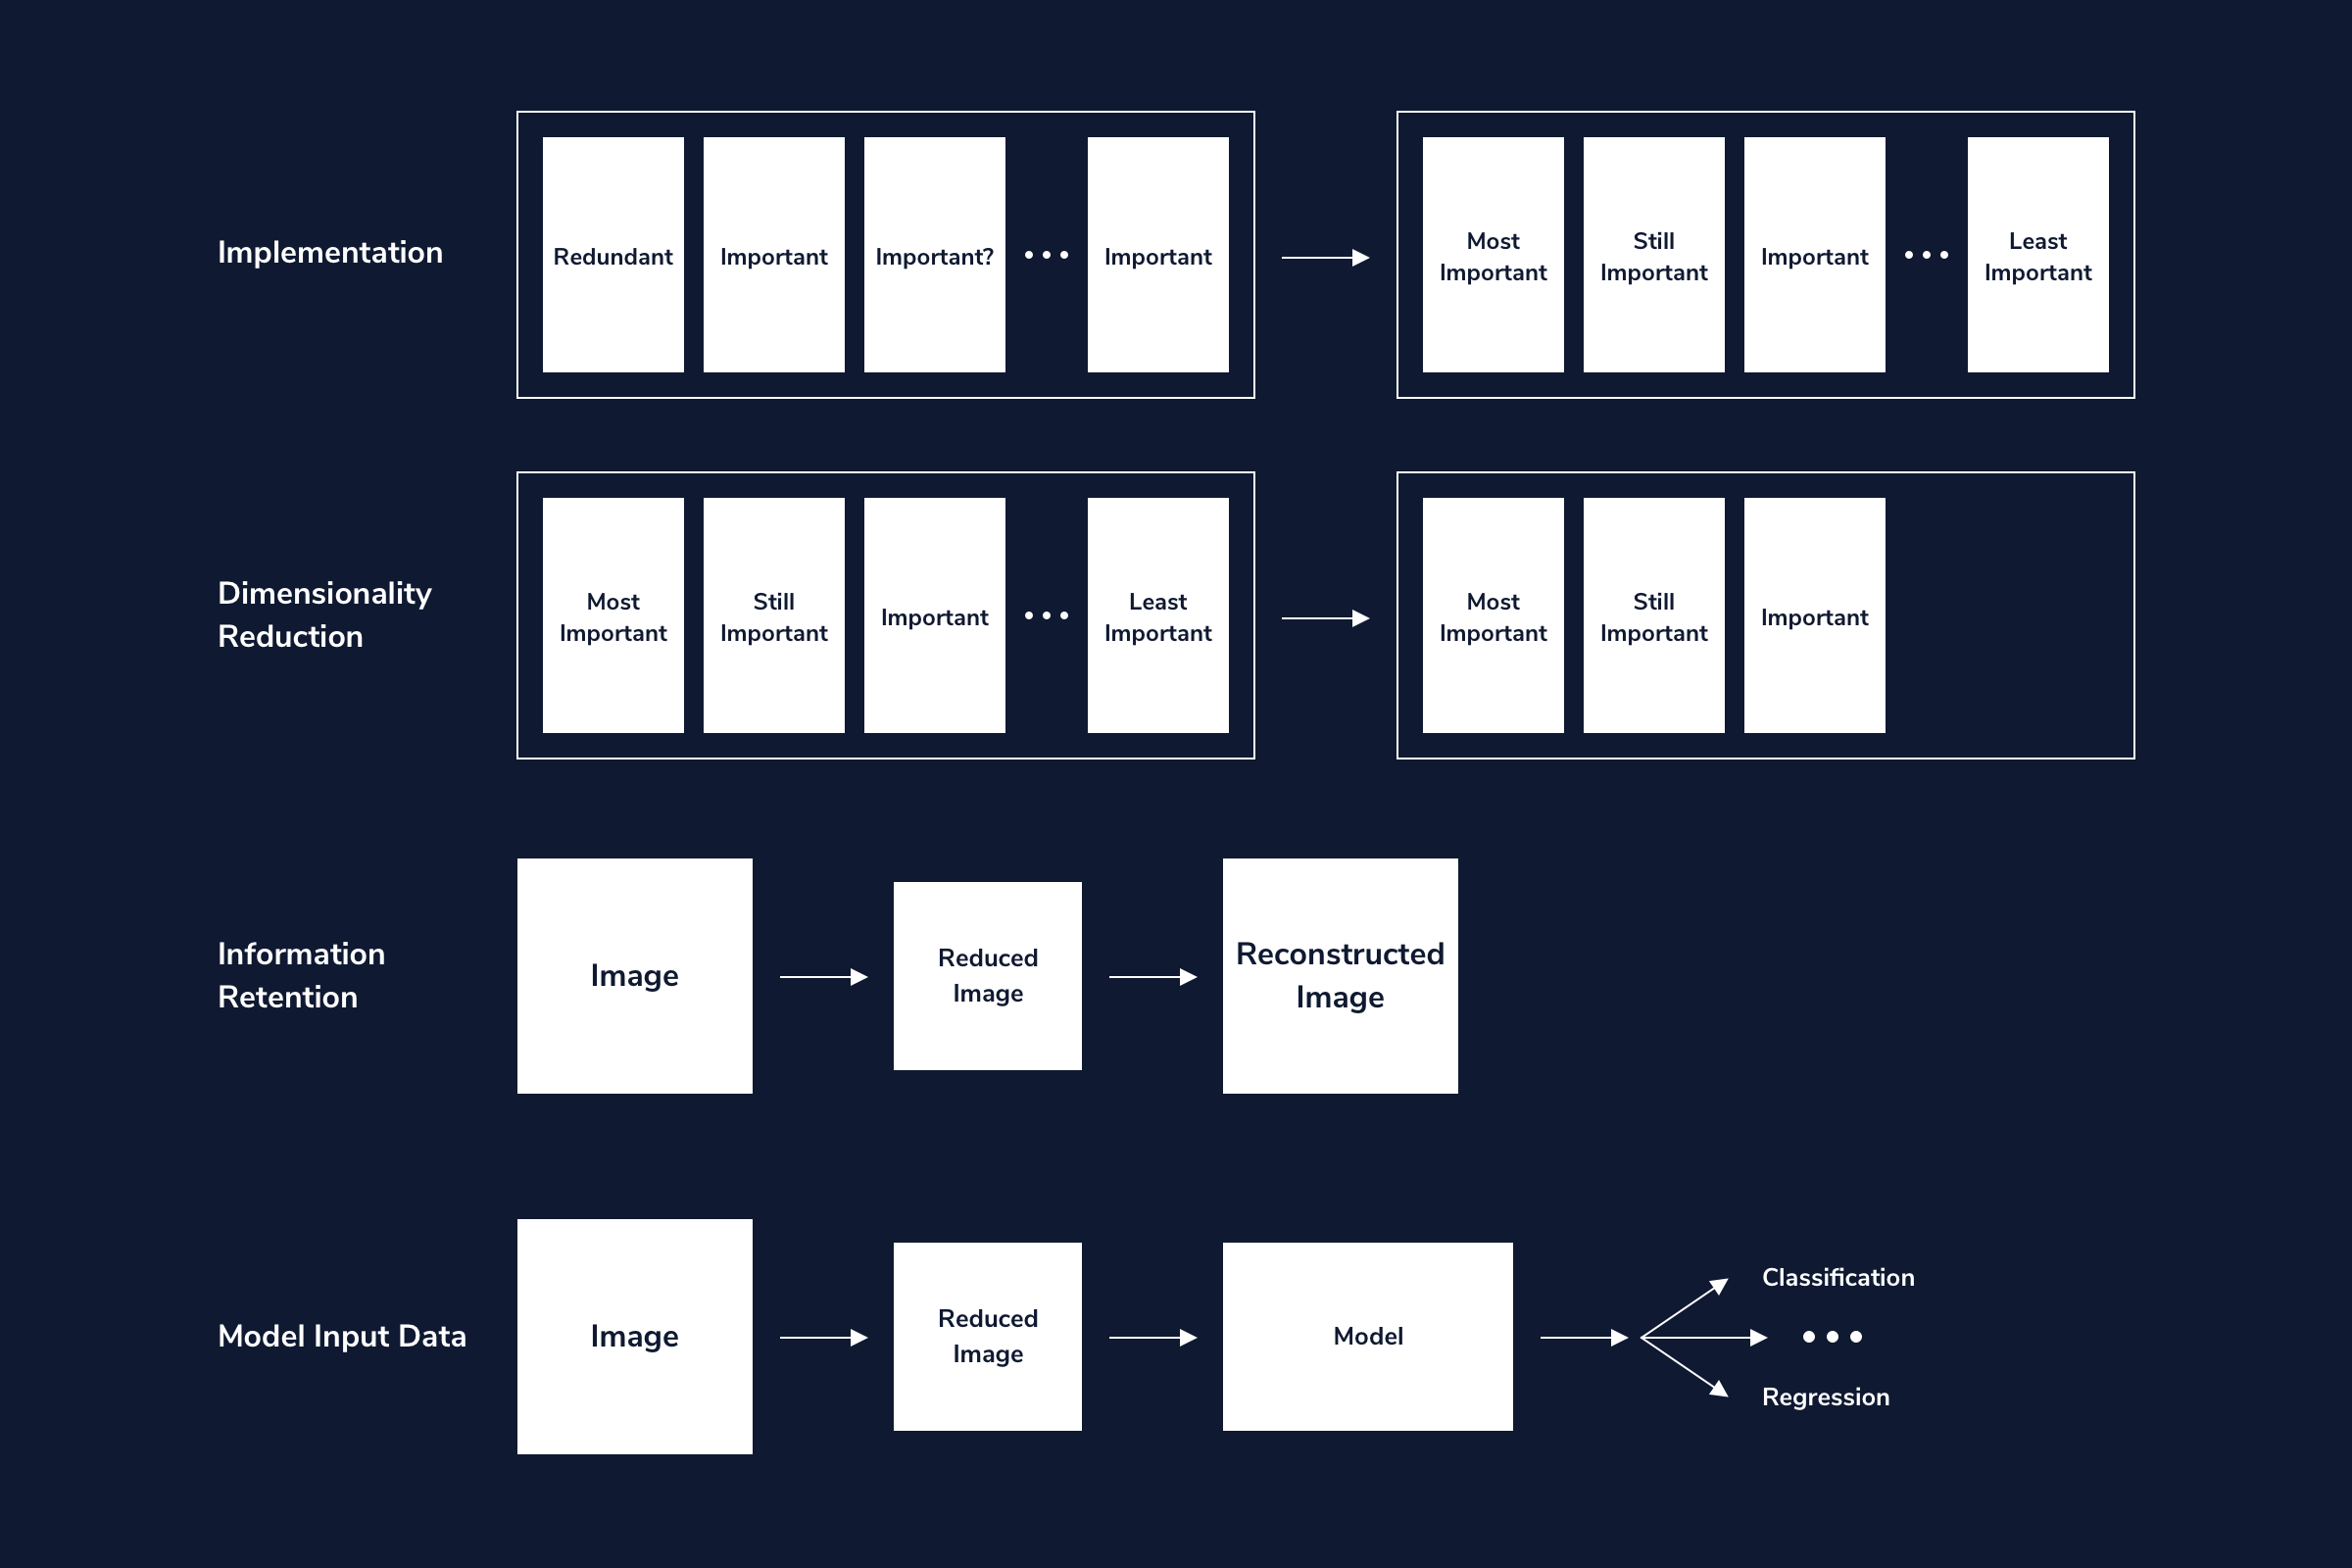 Implementation
Redundant
Important
Important?
Important
Most
Important
Still
Important
Important
Least
Important
Dimensionality
Reduction
Most
Important
Still
Important
Important
Least
Important
Most
Important
Still
Important
Important
Information
Retention
Image
Reduced
Image
Reconstructed
Image
Model Input Data
Image
Reduced
Image
Model
Classification
Regression